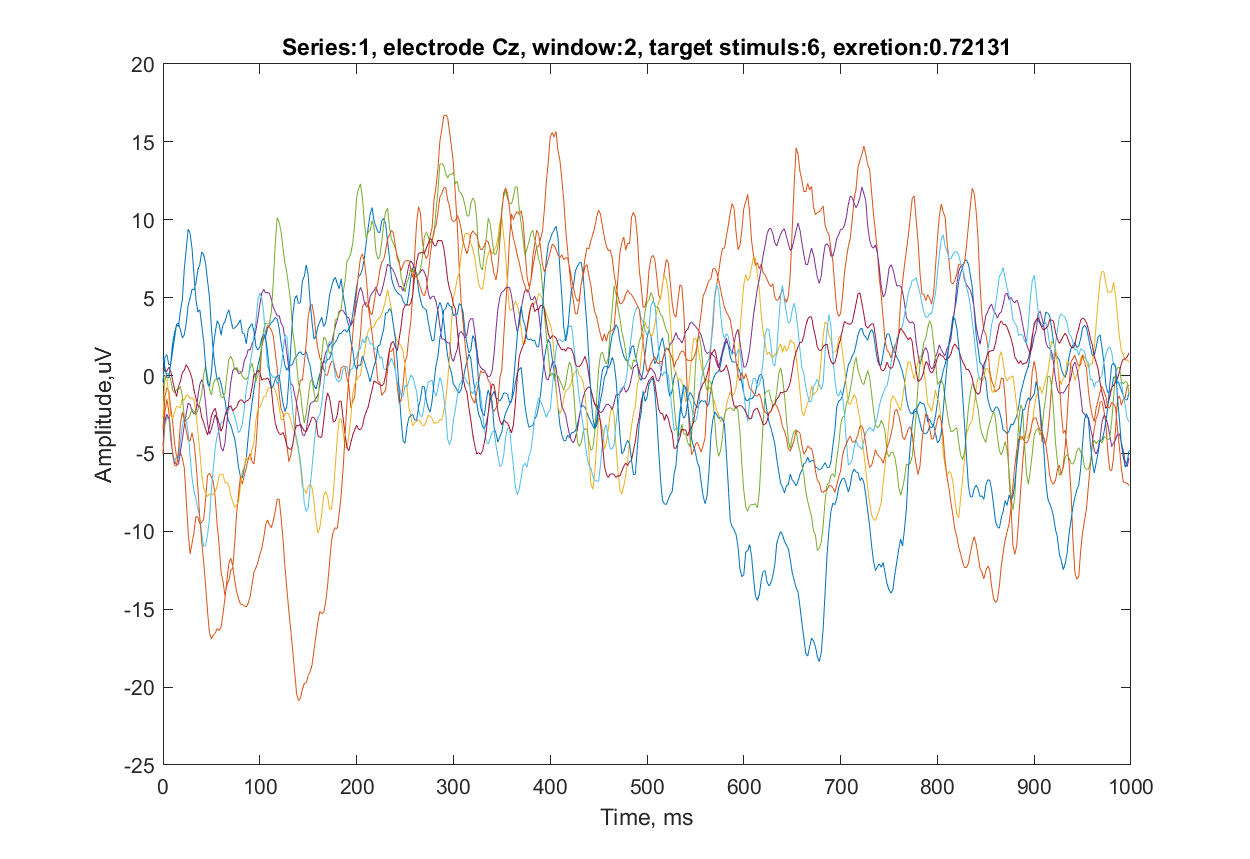 Series:1, electrode Cz, window:2, target stimuls:6, exretion:0.72131
20
15
10
5
0
-5
-10
-15
-20
-25
Amplitude,uV
0 100 200 300 400 500 600 700 800 900 1000
Time, ms